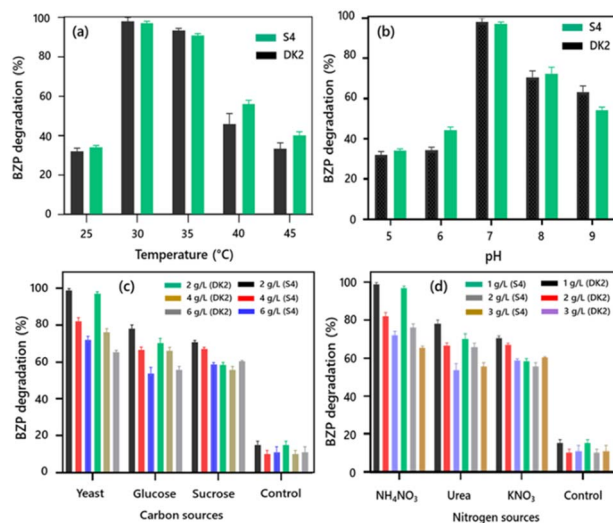 (a)
S4
DK2
BZP degradation (%)
100
80
60
40
20
0
25 30 35 40 45
Temperature (°C)
(b)
S4
DK2
BZP degradation (%)
100
80
60
40
20
0
5 6 7 8 9
pH
(c)
2 g/L (DK2) 2 g/L (S4)
4 g/L (DK2) 4 g/L (S4)
6 g/L (DK2) 6 g/L (S4)
BZP degradation (%)
100
80
60
40
20
0
Yeast Glucose Sucrose Control
Carbon sources
(d)
1 g/L (S4) 1 g/L (DK2)
2 g/L (S4) 2 g/L (DK2)
3 g/L (S4) 3 g/L (DK2)
BZP degradation (%)
100
80
60
40
20
0
NH₄NO₃ Urea KNO₃ Control
Nitrogen sources